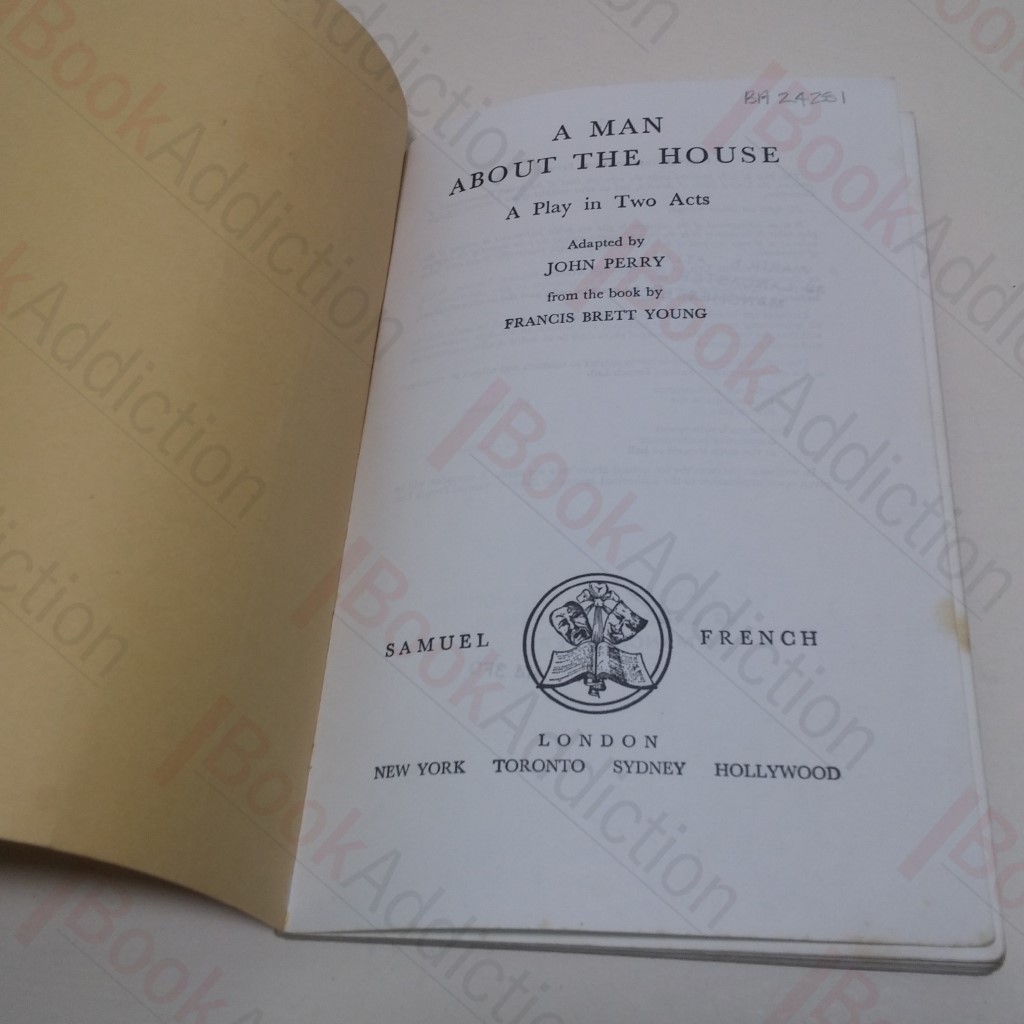 BA 24281
A MAN
ABOUT THE HOUSE
A Play in Two Acts
Adapted by
JOHN PERRY
from the book by
FRANCIS BRETT YOUNG
SAMUEL FRENCH
LONDON
NEW YORK TORONTO SYDNEY HOLLYWOOD
BookAddiction